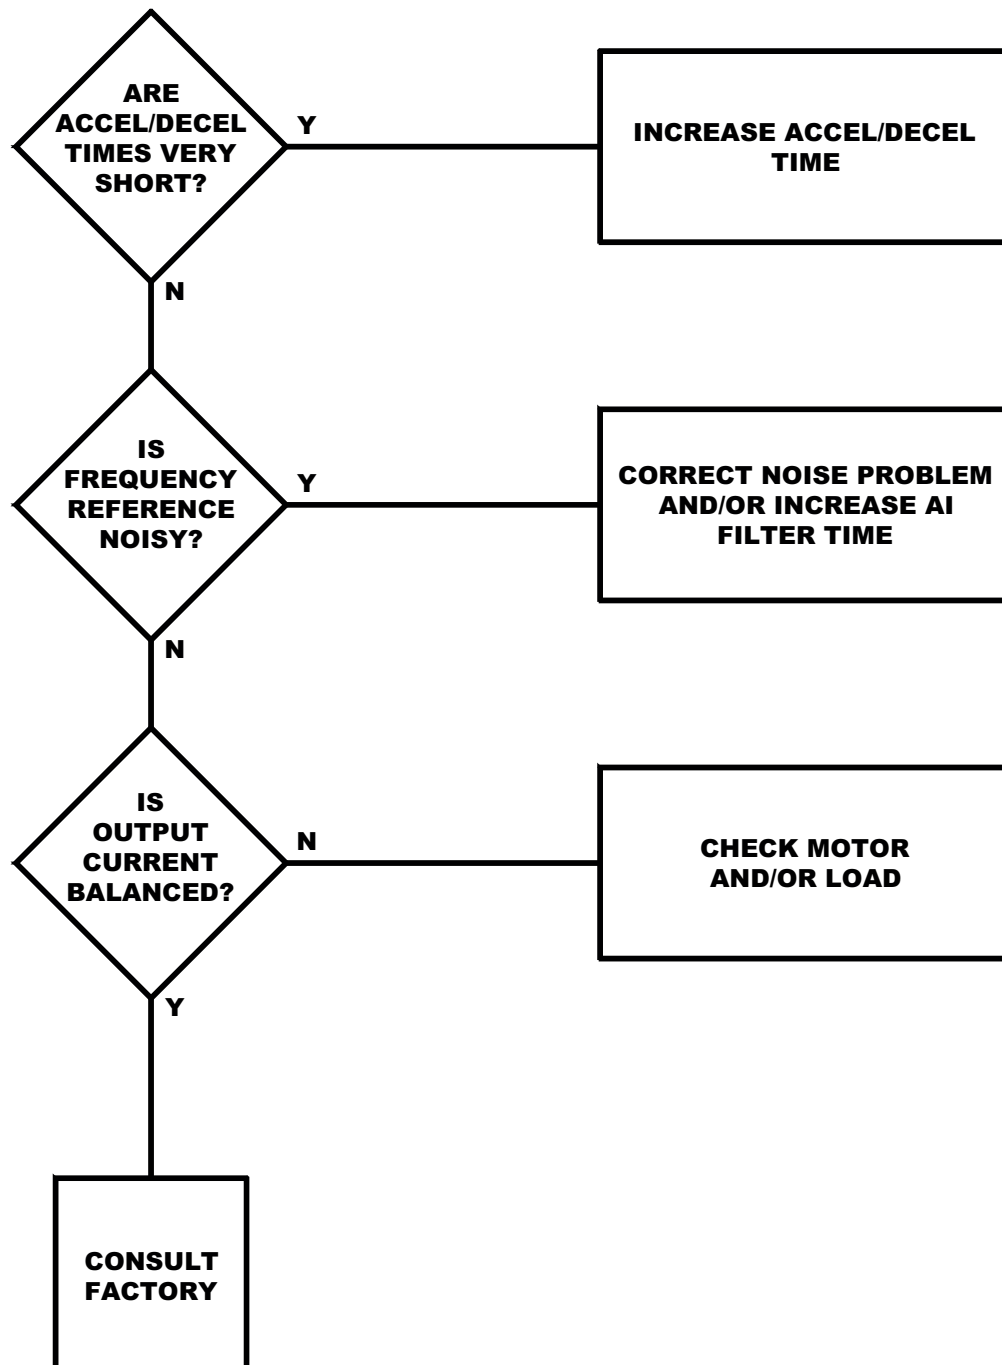 ARE
ACCEL/DECEL
TIMES VERY
SHORT?
Y
INCREASE ACCEL/DECEL
TIME
N
IS
FREQUENCY
REFERENCE
NOISY?
Y
CORRECT NOISE PROBLEM
AND/OR INCREASE AI
FILTER TIME
N
IS
OUTPUT
CURRENT
BALANCED?
N
CHECK MOTOR
AND/OR LOAD
Y
CONSULT
FACTORY